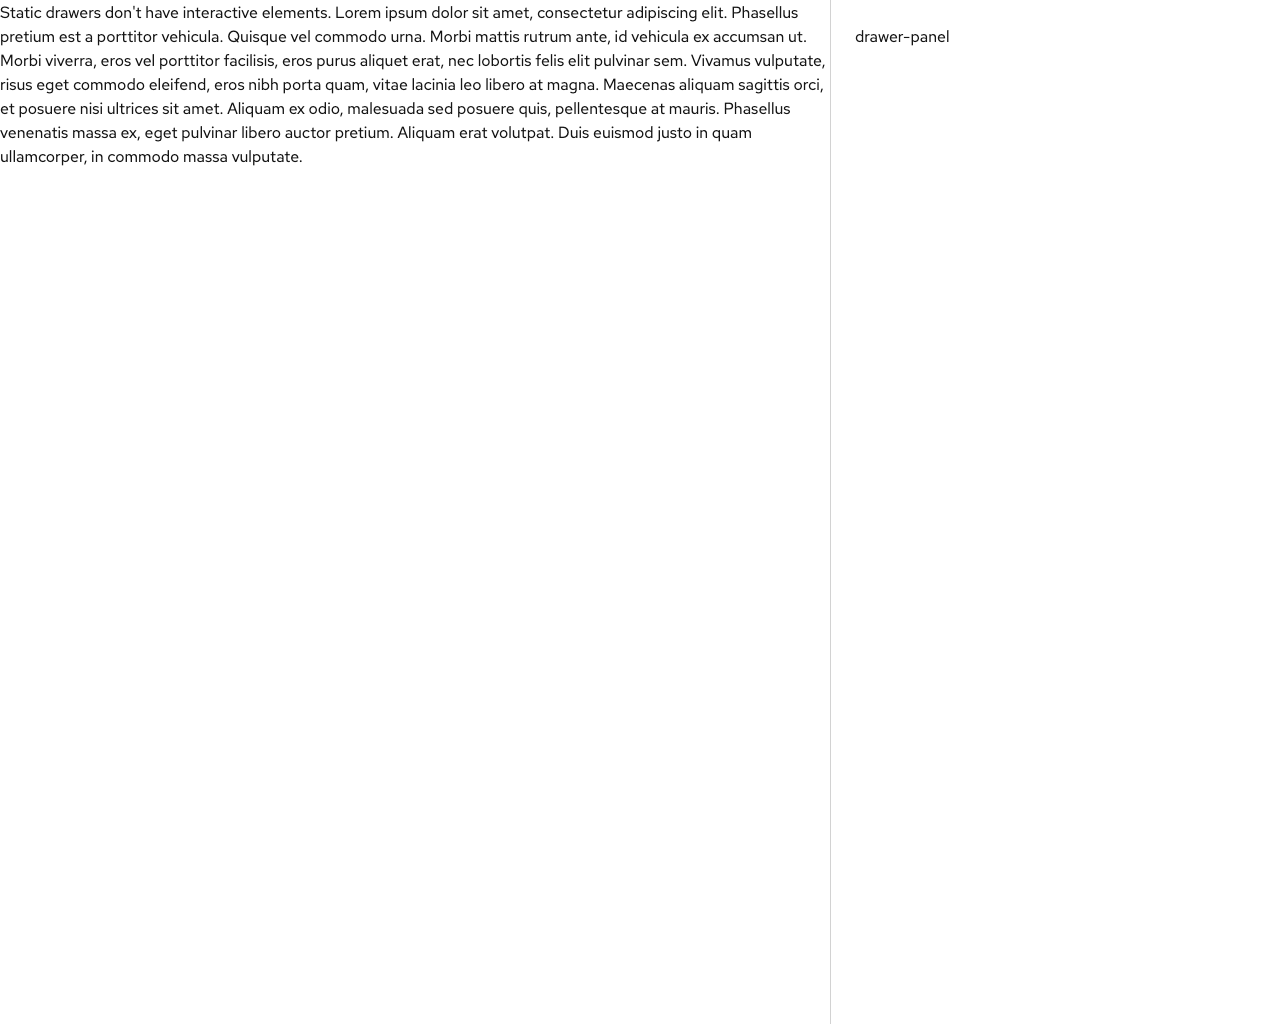 Static drawers don't have interactive elements. Lorem ipsum dolor sit amet, consectetur adipiscing elit. Phasellus
pretium est a porttitor vehicula. Quisque vel commodo urna. Morbi mattis rutrum ante, id vehicula ex accumsan ut.
Morbi viverra, eros vel porttitor facilisis, eros purus aliquet erat, nec lobortis felis elit pulvinar sem. Vivamus vulputate,
risus eget commodo eleifend, eros nibh porta quam, vitae lacinia leo libero at magna. Maecenas aliquam sagittis orci,
et posuere nisi ultrices sit amet. Aliquam ex odio, malesuada sed posuere quis, pellentesque at mauris. Phasellus
venenatis massa ex, eget pulvinar libero auctor pretium. Aliquam erat volutpat. Duis euismod justo in quam
ullamcorper, in commodo massa vulputate.
drawer-panel